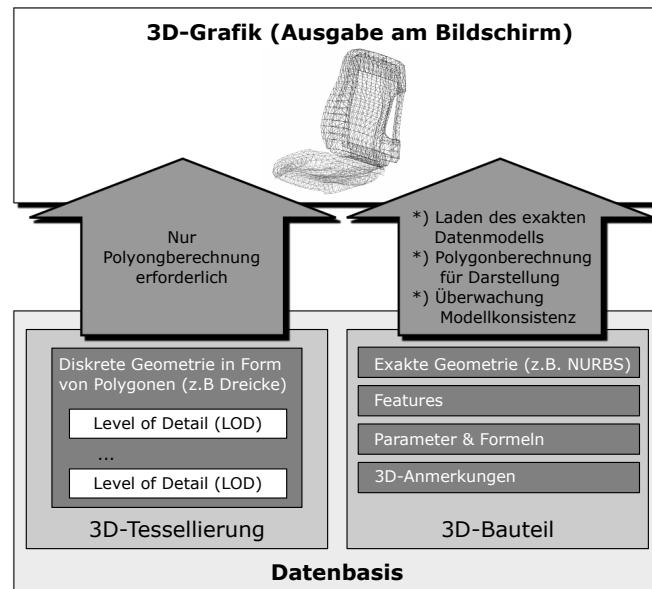 3D-Grafik (Ausgabe am Bildschirm)
Nur
Polyongberechnung
erforderlich
*) Laden des exakten
Datenmodells
*) Polygonberechnung
für Darstellung
*) Überwachung
Modellkonsistenz
Diskrete Geometrie in Form
von Polygonen (z.B Dreicke)
Level of Detail (LOD)
...
Level of Detail (LOD)
3D-Tessellierung
Exakte Geometrie (z.B. NURBS)
Features
Parameter & Formeln
3D-Anmerkungen
3D-Bauteil
Datenbasis